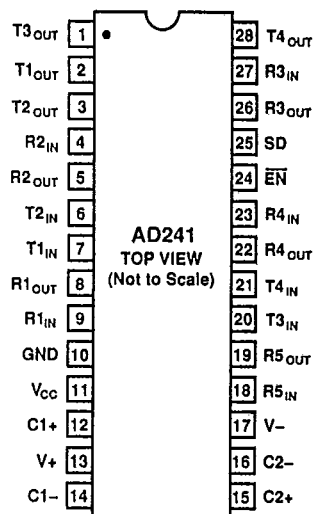 T3OUT 1 28 T4OUT
T1OUT 2 27 R3IN
T2OUT 3 26 R3OUT
R2IN 4 25 SD
R2OUT 5 24 E̅N̅
T2IN 6 23 R4IN
T1IN 7 22 R4OUT
R1OUT 8 21 T4IN
R1IN 9 20 T3IN
GND 10 19 R5OUT
VCC 11 18 R5IN
C1+ 12 17 V–
V+ 13 16 C2–
C1– 14 15 C2+
AD241
TOP VIEW
(Not to Scale)